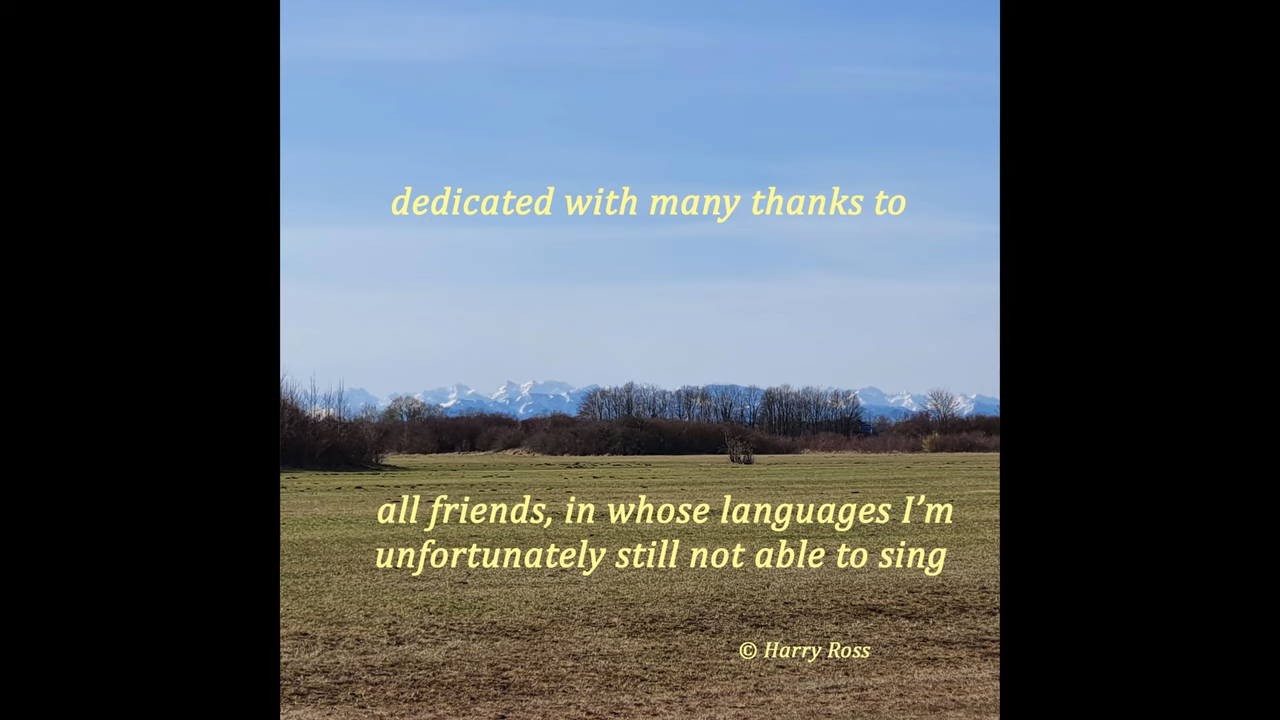 dedicated with many thanks to
all friends, in whose languages I’m
unfortunately still not able to sing
© Harry Ross